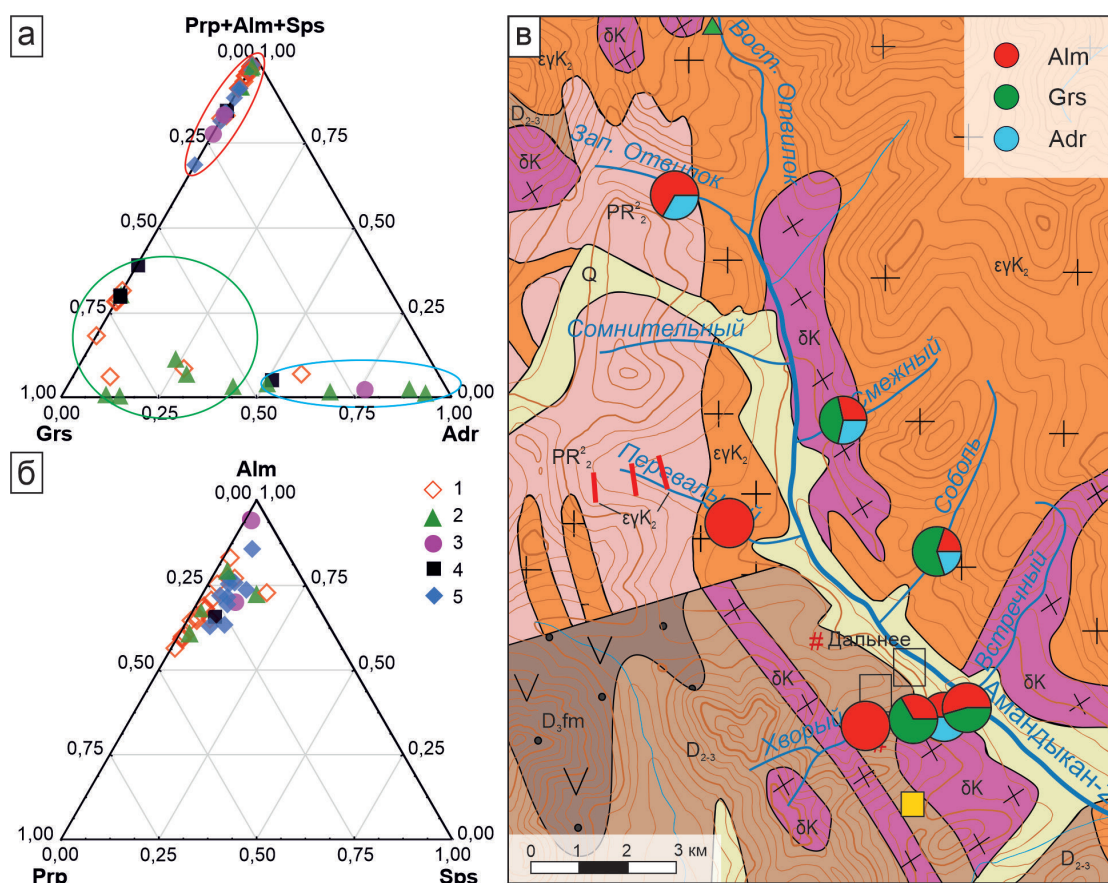 а
Prp+Alm+Sps
0,00 1,00
0,25
0,75
0,50
0,50
0,75
0,25
1,00
0,00
0,00
0,25
0,50
0,75
1,00
Grs
Adr
б
Alm
0,00 1,00
0,25
0,75
0,50
0,50
0,75
0,25
1,00
0,00
0,00
0,25
0,50
0,75
1,00
Prp
Sps
1
2
3
4
5
в
Alm
Grs
Adr
δK
εγK₂
D₂₋₃
δK
Вост. Отвилок
Зап. Отвилок
PR²₂
εγK₂
Q
Сомнительный
δK
Смежный
PR²₂
εγK₂
Перевальный
εγK₂
Соболь
Встречный
# Дальнее
δK
δK
D₃fm
Хворый
#
D₂₋₃
δK
δK
Амандыкан-2
D₂₋₃
0 1 2 3 км